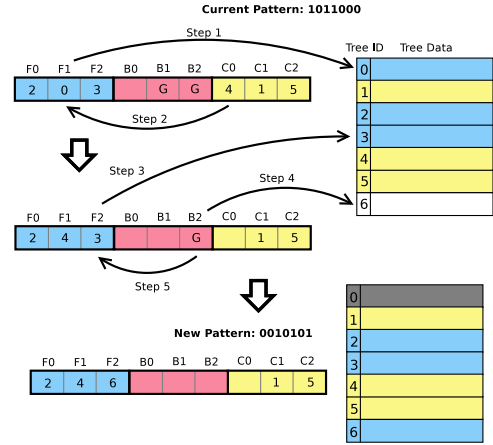 Current Pattern: 1011000
Step 1
Tree ID Tree Data
F0 F1 F2 B0 B1 B2 C0 C1 C2
2 0 3 G G 4 1 5
Step 2
0
1
2
3
4
5
6
Step 3
Step 4
F0 F1 F2 B0 B1 B2 C0 C1 C2
2 4 3 G 1 5
Step 5
New Pattern: 0010101
F0 F1 F2 B0 B1 B2 C0 C1 C2
2 4 6 1 5
0
1
2
3
4
5
6